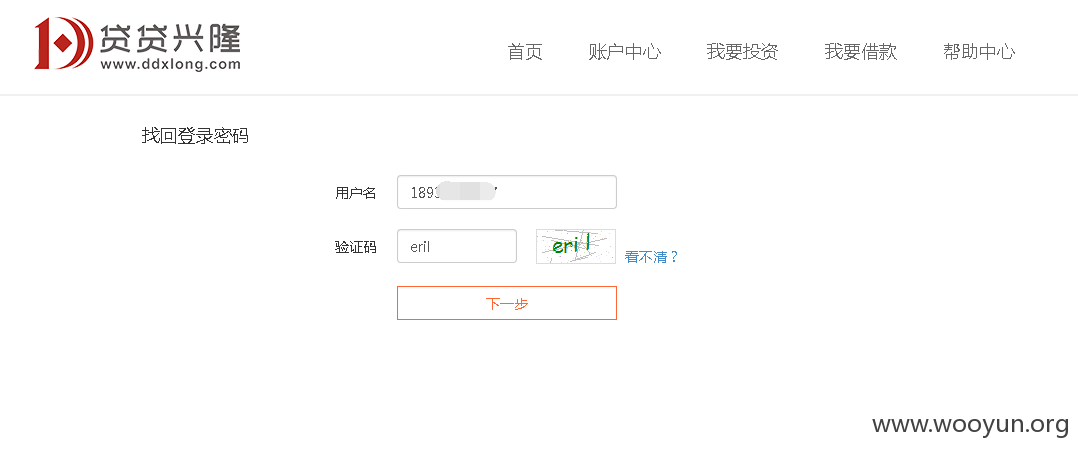 贷贷兴隆
www.ddxlong.com
首页 账户中心 我要投资 我要借款 帮助中心
找回登录密码
用户名 1893 7
验证码 eril eril 看不清？
下一步
www.wooyun.org